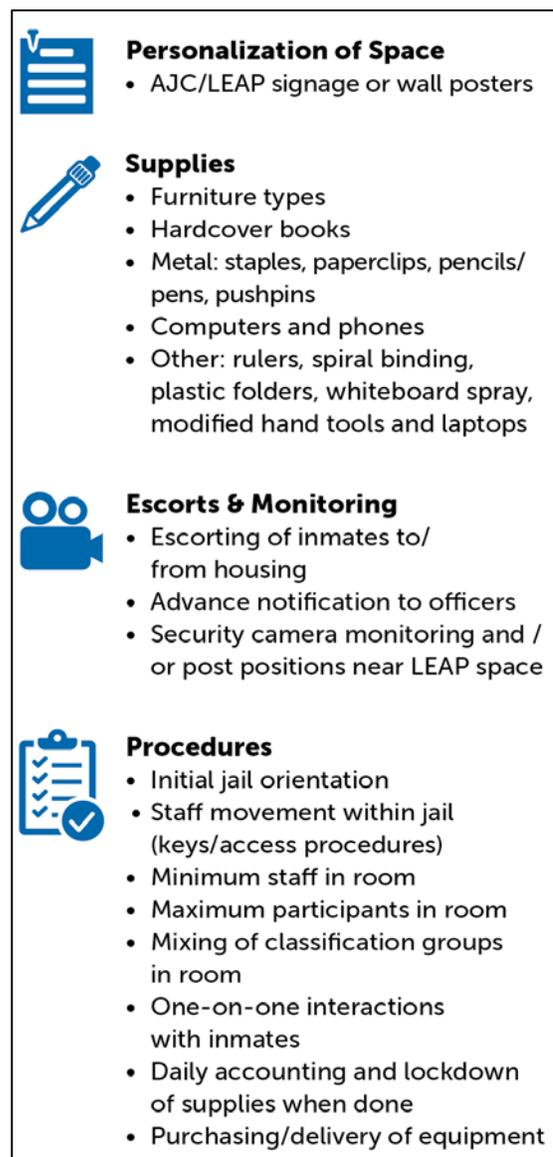 Personalization of Space
• AJC/LEAP signage or wall posters
Supplies
• Furniture types
• Hardcover books
• Metal: staples, paperclips, pencils/
pens, pushpins
• Computers and phones
• Other: rulers, spiral binding,
plastic folders, whiteboard spray,
modified hand tools and laptops
Escorts & Monitoring
• Escorting of inmates to/
from housing
• Advance notification to officers
• Security camera monitoring and /
or post positions near LEAP space
Procedures
• Initial jail orientation
• Staff movement within jail
(keys/access procedures)
• Minimum staff in room
• Maximum participants in room
• Mixing of classification groups
in room
• One-on-one interactions
with inmates
• Daily accounting and lockdown
of supplies when done
• Purchasing/delivery of equipment